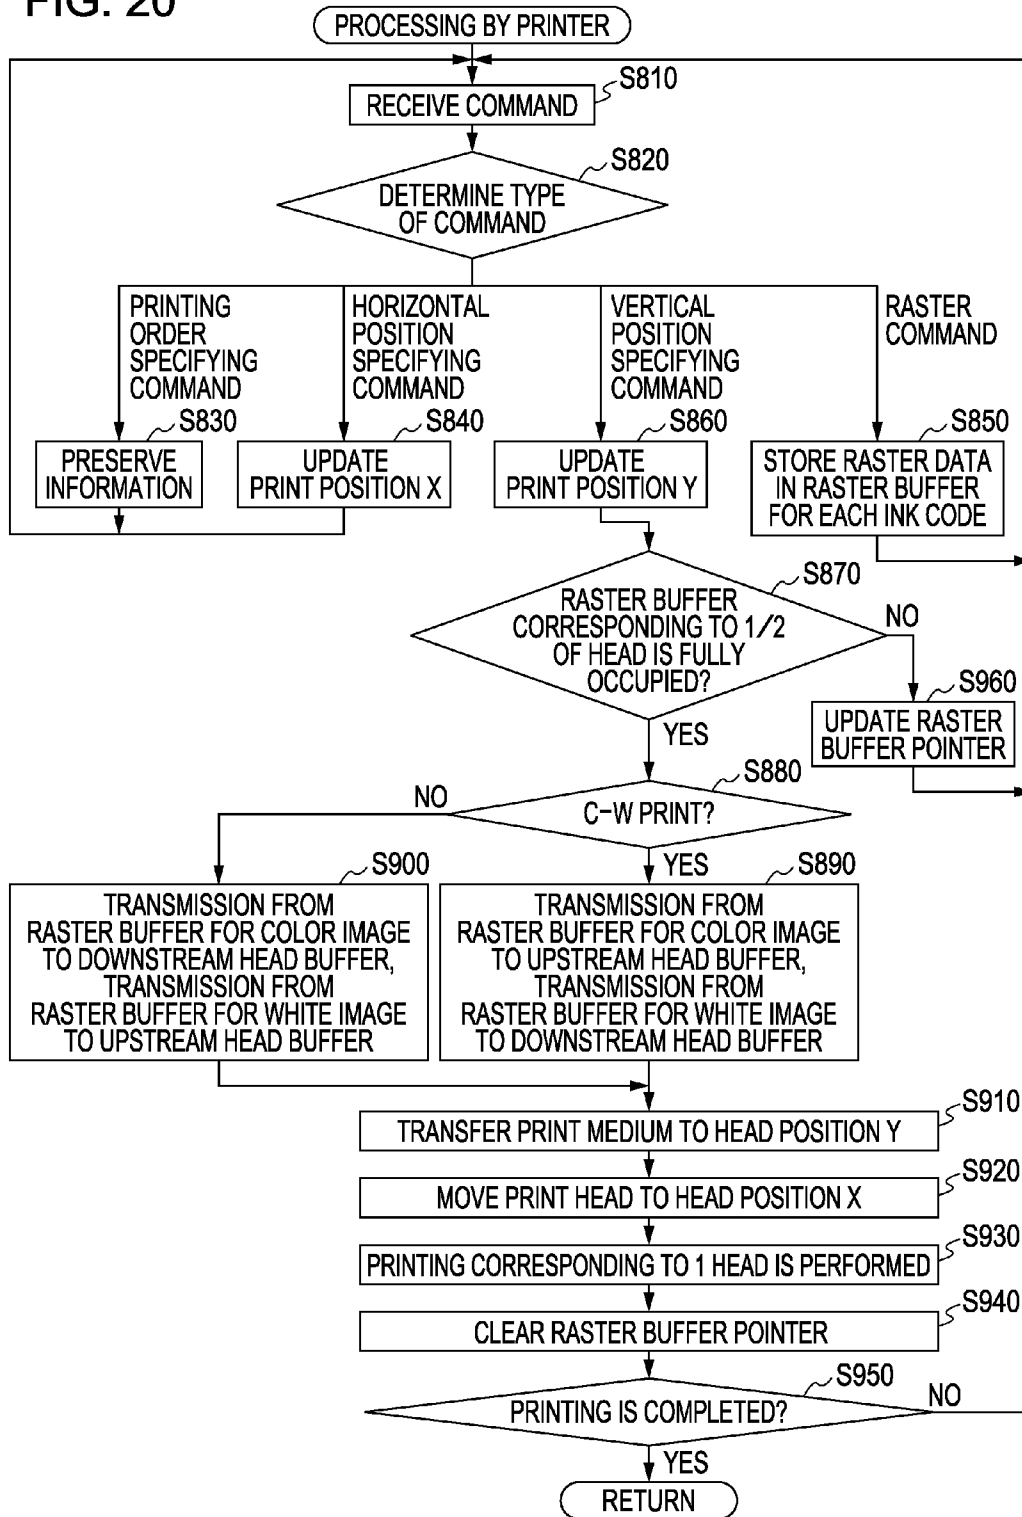 FIG. 20
PROCESSING BY PRINTER
S810
RECEIVE COMMAND
S820
DETERMINE TYPE
OF COMMAND
PRINTING
ORDER
SPECIFYING
COMMAND
HORIZONTAL
POSITION
SPECIFYING
COMMAND
VERTICAL
POSITION
SPECIFYING
COMMAND
RASTER
COMMAND
S830
PRESERVE
INFORMATION
S840
UPDATE
PRINT POSITION X
S860
UPDATE
PRINT POSITION Y
S850
STORE RASTER DATA
IN RASTER BUFFER
FOR EACH INK CODE
S870
RASTER BUFFER
CORRESPONDING TO 1/2
OF HEAD IS FULLY
OCCUPIED?
NO
YES
S960
UPDATE RASTER
BUFFER POINTER
S880
C-W PRINT?
NO
YES
S900
TRANSMISSION FROM
RASTER BUFFER FOR COLOR IMAGE
TO DOWNSTREAM HEAD BUFFER,
TRANSMISSION FROM
RASTER BUFFER FOR WHITE IMAGE
TO UPSTREAM HEAD BUFFER
S890
TRANSMISSION FROM
RASTER BUFFER FOR COLOR IMAGE
TO UPSTREAM HEAD BUFFER,
TRANSMISSION FROM
RASTER BUFFER FOR WHITE IMAGE
TO DOWNSTREAM HEAD BUFFER
S910
TRANSFER PRINT MEDIUM TO HEAD POSITION Y
S920
MOVE PRINT HEAD TO HEAD POSITION X
S930
PRINTING CORRESPONDING TO 1 HEAD IS PERFORMED
S940
CLEAR RASTER BUFFER POINTER
S950
PRINTING IS COMPLETED?
NO
YES
RETURN